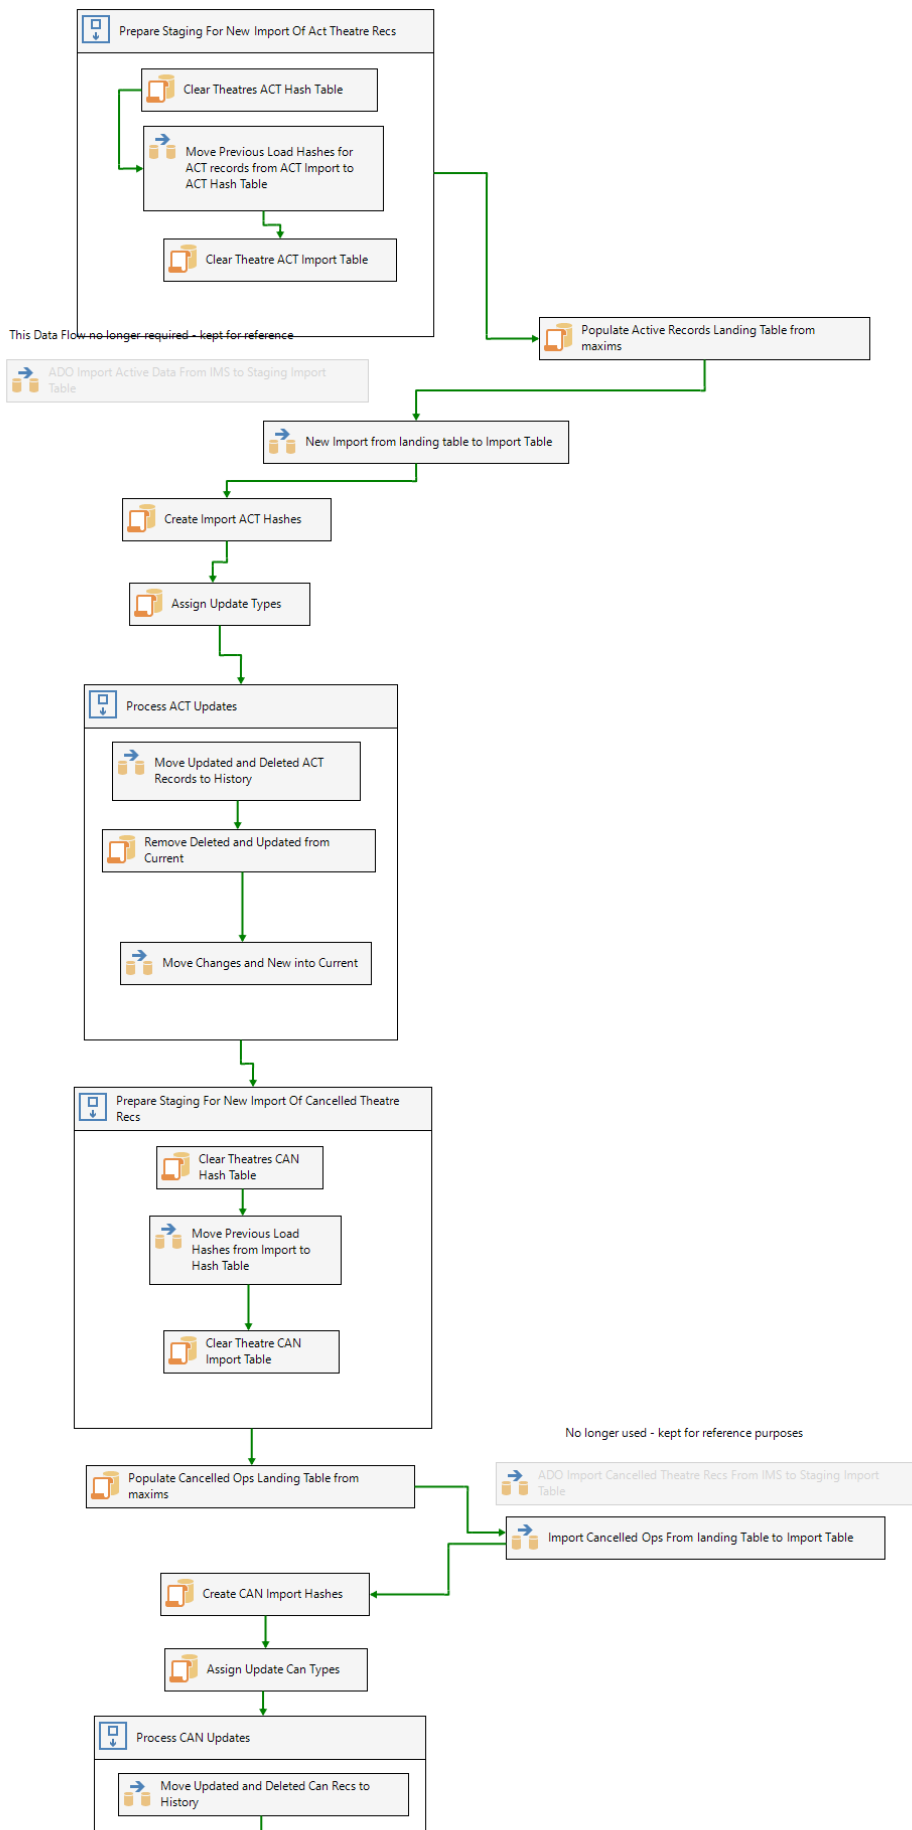 Prepare Staging For New Import Of Act Theatre Recs
Clear Theatres ACT Hash Table
Move Previous Load Hashes for
ACT records from ACT Import to
ACT Hash Table
Clear Theatre ACT Import Table
This Data Flow no longer required - kept for reference
Populate Active Records Landing Table from
maxims
ADO Import Active Data From IMS to Staging Import
Table
New Import from landing table to Import Table
Create Import ACT Hashes
Assign Update Types
Process ACT Updates
Move Updated and Deleted ACT
Records to History
Remove Deleted and Updated from
Current
Move Changes and New into Current
Prepare Staging For New Import Of Cancelled Theatre
Recs
Clear Theatres CAN
Hash Table
Move Previous Load
Hashes from Import to
Hash Table
Clear Theatre CAN
Import Table
No longer used - kept for reference purposes
Populate Cancelled Ops Landing Table from
maxims
ADO Import Cancelled Theatre Recs From IMS to Staging Import
Table
Import Cancelled Ops From landing Table to Import Table
Create CAN Import Hashes
Assign Update Can Types
Process CAN Updates
Move Updated and Deleted Can Recs to
History